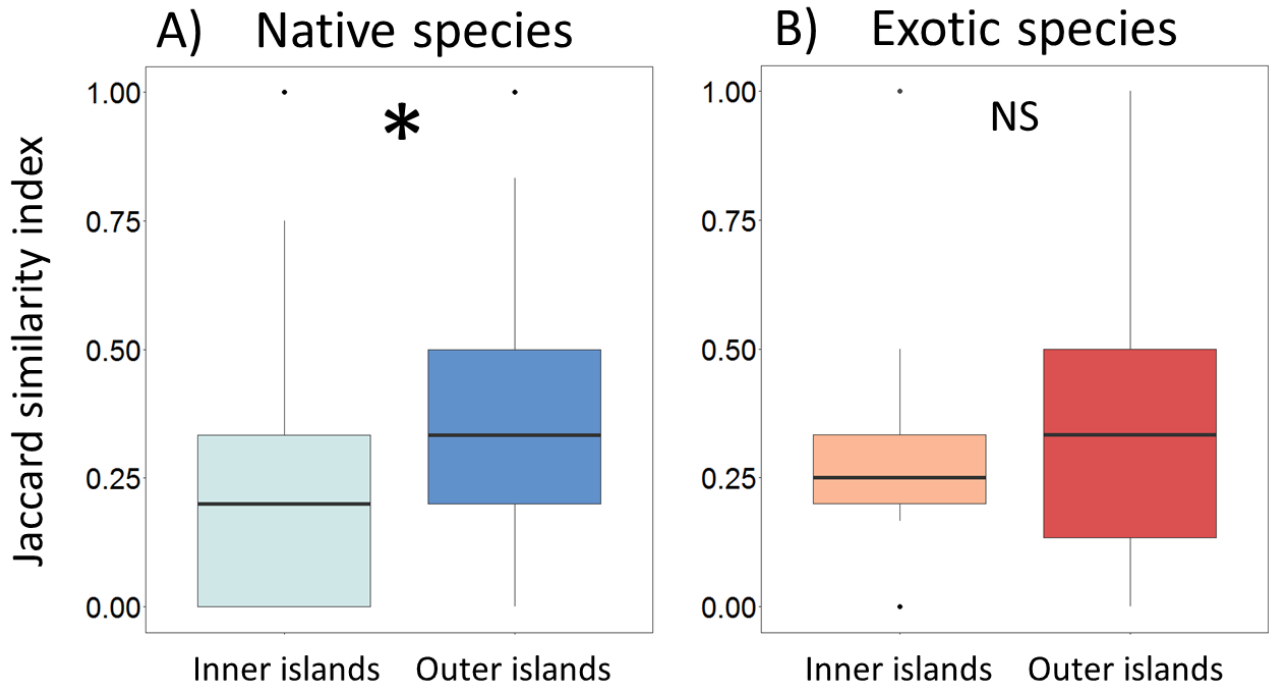 A) Native species
B) Exotic species
Jaccard similarity index
1.00
0.75
0.50
0.25
0.00
*
Inner islands
Outer islands
1.00
0.75
0.50
0.25
0.00
NS
Inner islands
Outer islands